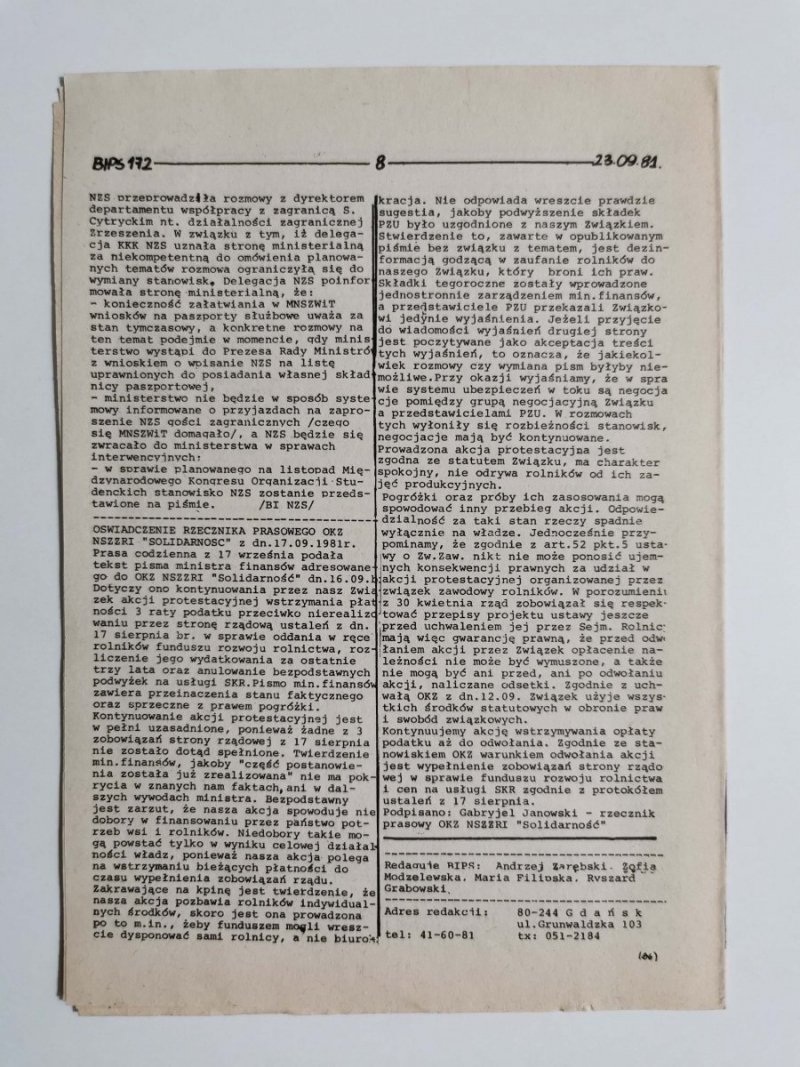 BIPS 172 8 23.09.81.
NZS przeprowadziła rozmowy z dyrektorem
departamentu współpracy z zagranicą S.
Cytryckim nt. działalności zagranicznej
Zrzeszenia. W związku z tym, iż delega-
cja KKK NZS uznała stronę ministerialną
za niekompetentną do omówienia planowa-
nych tematów rozmowa ograniczyłą się do
wymiany stanowisk. Delegacja NZS poinfor
mowała stronę ministerialną, że:
- konieczność załatwiania w MNSZWiT
wniosków na paszporty służbowe uważa za
stan tymczasowy, a konkretne rozmowy na
ten temat podejmie w momencie, gdy minis
terstwo wystąpi do Prezesa Rady Ministró
z wnioskiem o wpisanie NZS na listę
uprawnionych do posiadania własnej skład
nicy paszportowej,
- ministerstwo nie będzie w sposób syste
mowy informowane o przyjazdach na zapro-
szenie NZS gości zagranicznych /czego
się MNSZWiT domagało/, a NZS będzie się
zwracało do ministerstwa w sprawach
interwencyjnych;
- w sprawie planowanego na listopad Mię-
dzynarodowego Kongresu Organizacji Stu-
denckich stanowisko NZS zostanie przeds-
tawione na piśmie. /BI NZS/
OSWIADCZENIE RZECZNIKA PRASOWEGO OKZ
NSZZRI "SOLIDARNOSC" z dn.17.09.1981r.
Prasa codzienna z 17 września podała
tekst pisma ministra finansów adresowane
go do OKZ NSZZRI "Solidarność" dn.16.09.b
Dotyczy ono kontynuowania przez nasz Zwią
zek akcji protestacyjnej wstrzymania płat
ności 3 raty podatku przeciwko nierealizo
waniu przez stronę rządową ustaleń z dn.
17 sierpnia br. w sprawie oddania w ręce
rolników funduszu rozwoju rolnictwa, roz-
liczenie jego wydatkowania za ostatnie
trzy lata oraz anulowanie bezpodstawnych
podwyżek na usługi SKR.Pismo min.finansów
zawiera przeinaczenia stanu faktycznego
oraz sprzeczne z prawem pogróżki.
Kontynuowanie akcji protestacyjnej jest
w pełni uzasadnione, ponieważ żadne z 3
zobowiązań strony rządowej z 17 sierpnia
nie zostało dotąd spełnione. Twierdzenie
min.finansów, jakoby "część postanowie-
nia została już zrealizowana" nie ma pok-
rycia w znanych nam faktach,ani w dal-
szych wywodach ministra. Bezpodstawny
jest zarzut, że nasza akcja spowoduje nie
dobory w finansowaniu przez państwo pot-
rzeb wsi i rolników. Niedobory takie mo-
gą powstać tylko w wyniku celowej działal
ności władz, ponieważ nasza akcja polega
na wstrzymaniu bieżących płatności do
czasu wypełnienia zobowiązań rządu.
Zakrawające na kpinę jest twierdzenie, że
nasza akcja pozbawia rolników indywidual-
nych środków, skoro jest ona prowadzona
po to m.in., żeby funduszem mogli wresz-
cie dysponować sami rolnicy, a nie biurok
kracja. Nie odpowiada wreszcie prawdzie
sugestia, jakoby podwyższenie składek
PZU było uzgodnione z naszym Związkiem.
Stwierdzenie to, zawarte w opublikowanym
piśmie bez związku z tematem, jest dezin-
formacją godzącą w zaufanie rolników do
naszego Związku, który broni ich praw.
Składki tegoroczne zostały wprowadzone
jednostronnie zarządzeniem min.finansów,
a przedstawiciele PZU przekazali Związko-
wi jedynie wyjaśnienia. Jeżeli przyjęcie
do wiadomości wyjaśnień drugiej strony
jest poczytywane jako akceptacja treści
tych wyjaśnień, to oznacza, że jakiekol-
wiek rozmowy czy wymiana pism byłyby nie-
możliwe.Przy okazji wyjaśniamy, że w spra
wie systemu ubezpieczeń w toku są negocja
cje pomiędzy grupą negocjacyjną Związku
a przedstawicielami PZU. W rozmowach
tych wyłoniły się rozbieżności stanowisk,
negocjacje mają być kontynuowane.
Prowadzona akcja protestacyjna jest
zgodna ze statutem Związku, ma charakter
spokojny, nie odrywa rolników od ich za-
jęć produkcyjnych.
Pogróżki oraz próby ich zasosowania mogą
spowodować inny przebieg akcji. Odpowie-
dzialność za taki stan rzeczy spadnie
wyłącznie na władze. Jednocześnie przy-
pominamy, że zgodnie z art.52 pkt.5 usta-
wy o Zw.Zaw. nikt nie może ponosić ujem-
nych konsekwencji prawnych za udział w
akcji protestacyjnej organizowanej przez
związek zawodowy rolników. W porozumieniu
z 30 kwietnia rząd zobowiązał się respek-
tować przepisy projektu ustawy jeszcze
przed uchwaleniem jej przez Sejm. Rolnic
mają więc gwarancję prawną, że przed odwo
łaniem akcji przez Związek opłacenie na-
leżności nie może być wymuszone, a także
nie mogą być ani przed, ani po odwołaniu
akcji, naliczane odsetki. Zgodnie z uch-
wałą OKZ z dn.12.09. Związek użyje wszys-
tkich środków statutowych w obronie praw
i swobód związkowych.
Kontynuujemy akcję wstrzymywania opłaty
podatku aż do odwołania. Zgodnie ze sta-
nowiskiem OKZ warunkiem odwołania akcji
jest wypełnienie zobowiązań strony rządo
wej w sprawie funduszu rozwoju rolnictwa
i cen na usługi SKR zgodnie z protokółem
ustaleń z 17 sierpnia.
Podpisano: Gabryjel Janowski - rzecznik
prasowy OKZ NSZZRI "Solidarność"
Redaguje BIPS: Andrzej Zarębski. Zofia
Modzelewska. Maria Filipska. Ryszard
Grabowski.
Adres redakcji: 80-244 G d a ń s k
ul.Grunwaldzka 103
tel: 41-60-81 tx: 051-2184